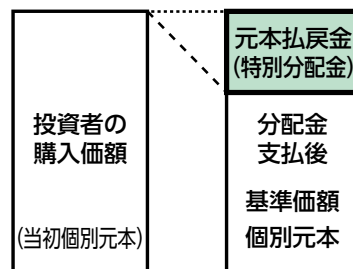 投資者の
購入価額
(当初個別元本)
元本払戻金
(特別分配金)
分配金
支払後
基準価額
個別元本